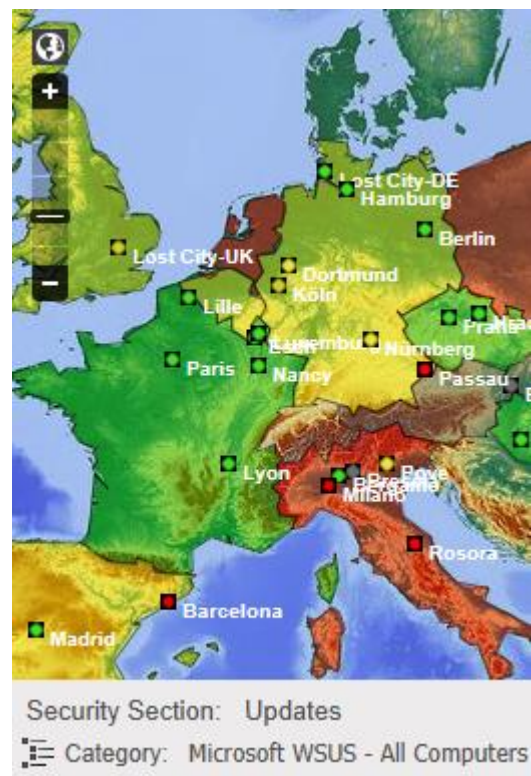 +
Lost City-DE
Hamburg
Berlin
Lost City-UK
Dortmund
Köln
Lille
Nürnberg
Paris
Nancy
Passau
Lyon
Pove
Milano
Rosora
Barcelona
Madrid
Security Section: Updates
Category: Microsoft WSUS - All Computers